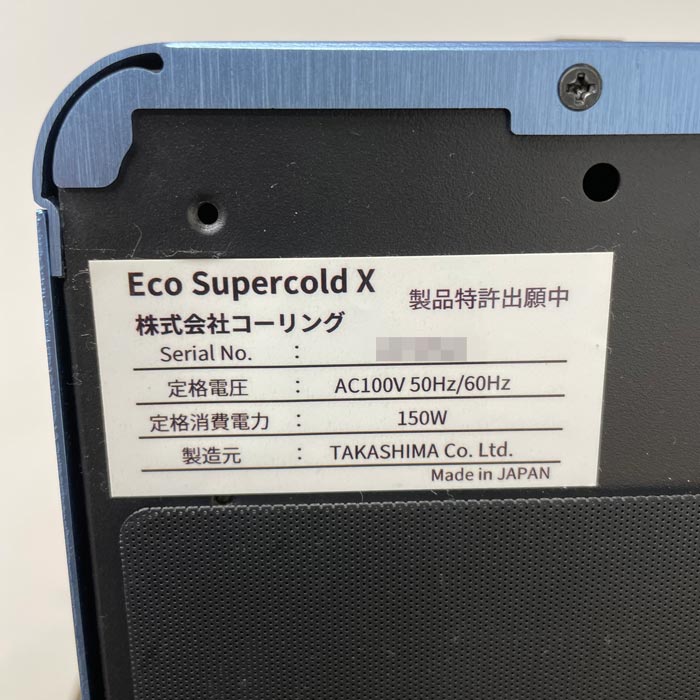 Eco Supercold X 製品特許出願中
株式会社コーリング
Serial No. :
定格電圧 : AC100V 50Hz/60Hz
定格消費電力 : 150W
製造元 : TAKASHIMA Co. Ltd.
Made in JAPAN